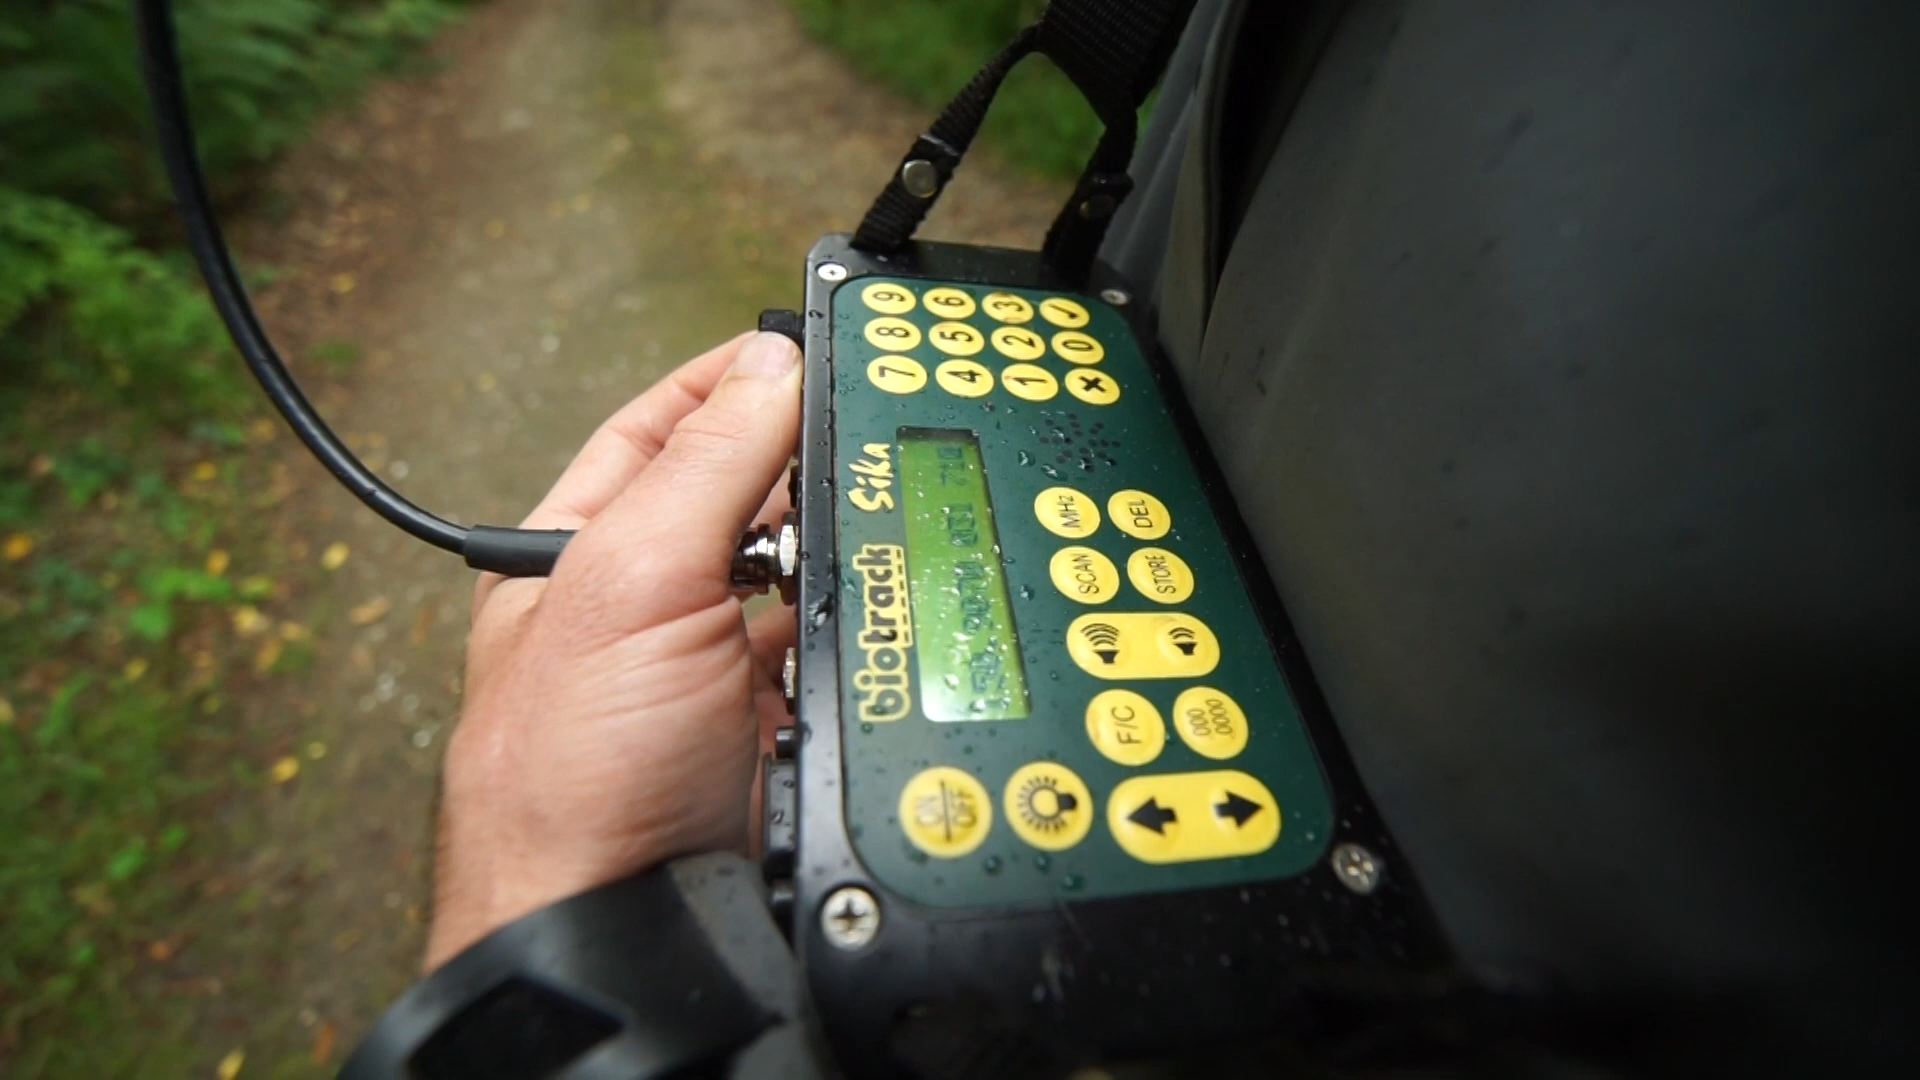 biotrack Sika
7 8 9
4 5 6
1 2 3
0
MHz SCAN F/C
DEL STORE 000 0000
ON OFF